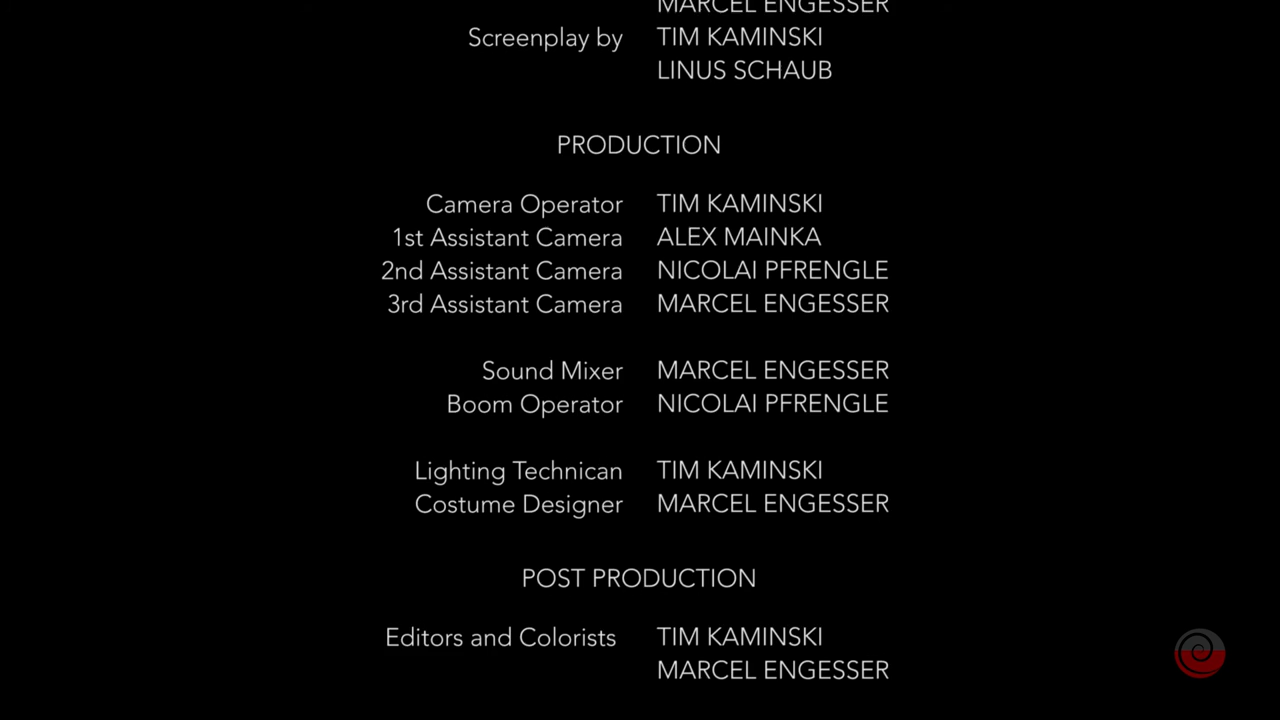 MARCEL ENGESSER
Screenplay by TIM KAMINSKI
LINUS SCHAUB
PRODUCTION
Camera Operator TIM KAMINSKI
1st Assistant Camera ALEX MAINKA
2nd Assistant Camera NICOLAI PFRENGLE
3rd Assistant Camera MARCEL ENGESSER
Sound Mixer MARCEL ENGESSER
Boom Operator NICOLAI PFRENGLE
Lighting Technican TIM KAMINSKI
Costume Designer MARCEL ENGESSER
POST PRODUCTION
Editors and Colorists TIM KAMINSKI
MARCEL ENGESSER